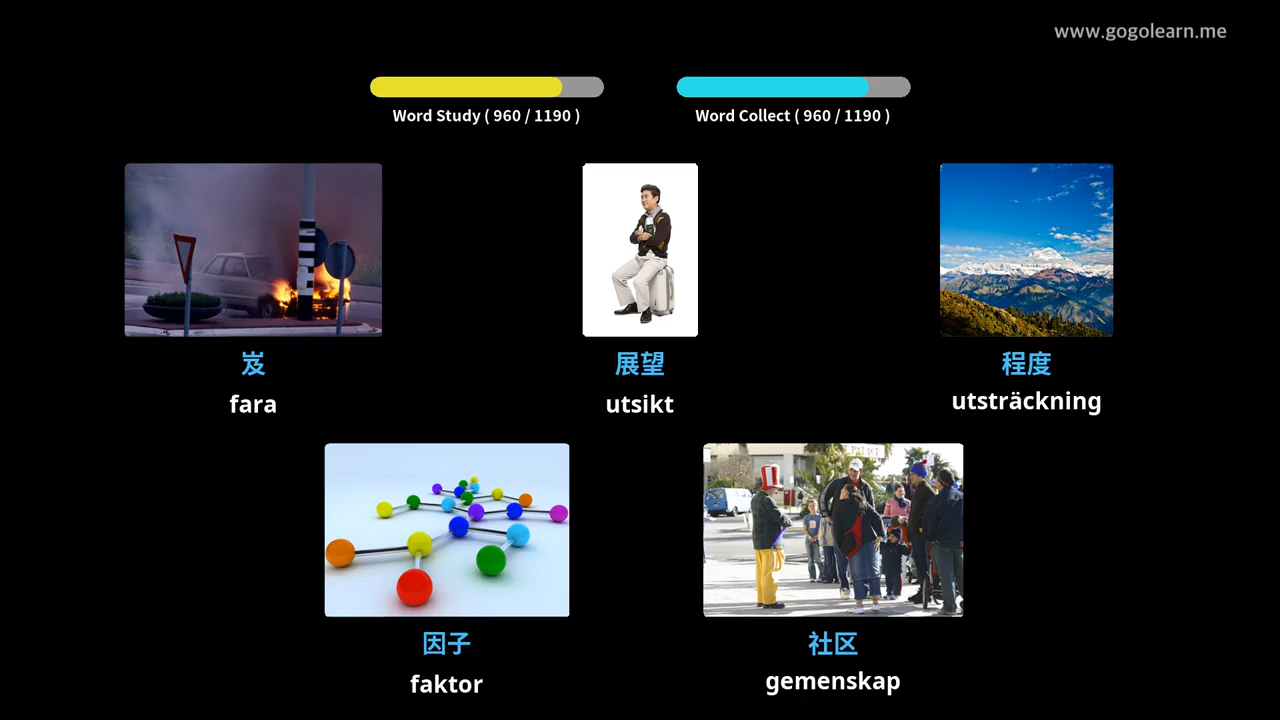 www.gogolearn.me
Word Study ( 960 / 1190 )
Word Collect ( 960 / 1190 )
岌
fara
展望
utsikt
程度
utsträckning
因子
faktor
社区
gemenskap